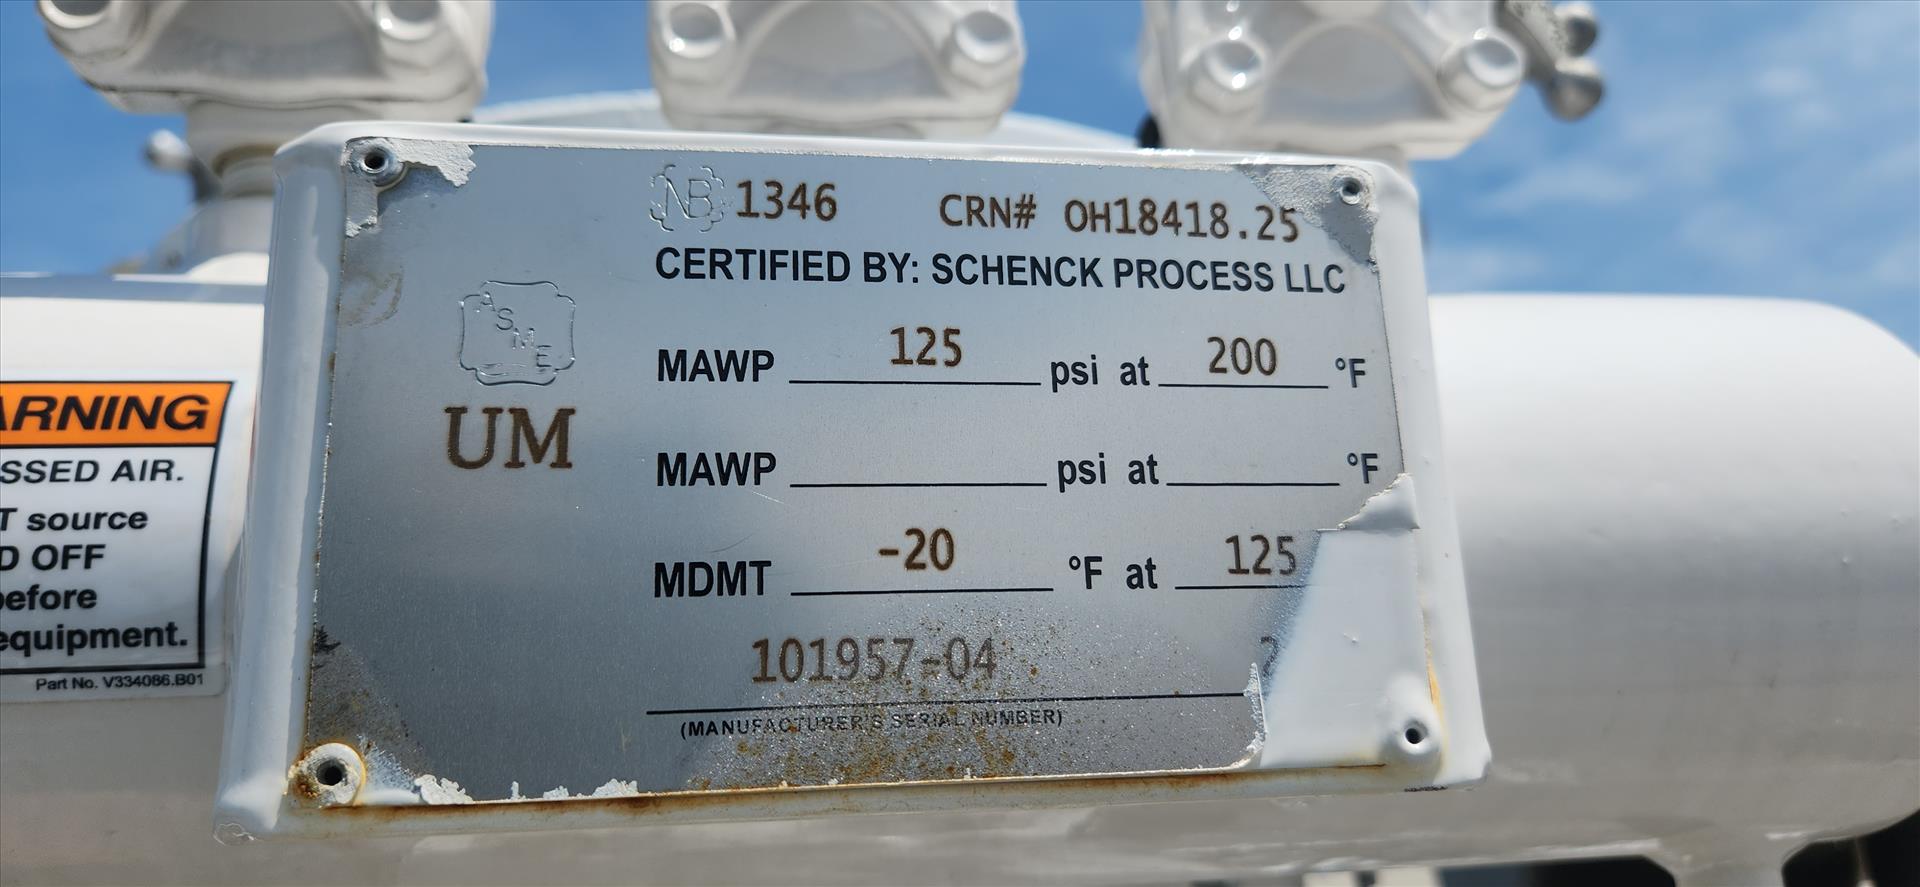 NB 1346 CRN# OH18418.25
CERTIFIED BY: SCHENCK PROCESS LLC
ASME
UM
MAWP 125 psi at 200 °F
MAWP psi at °F
MDMT -20 °F at 125
101957-04 2
(MANUFACTURER'S SERIAL NUMBER)
ARNING
SSED AIR.
T source
D OFF
before
equipment.
Part No. V334086.B01